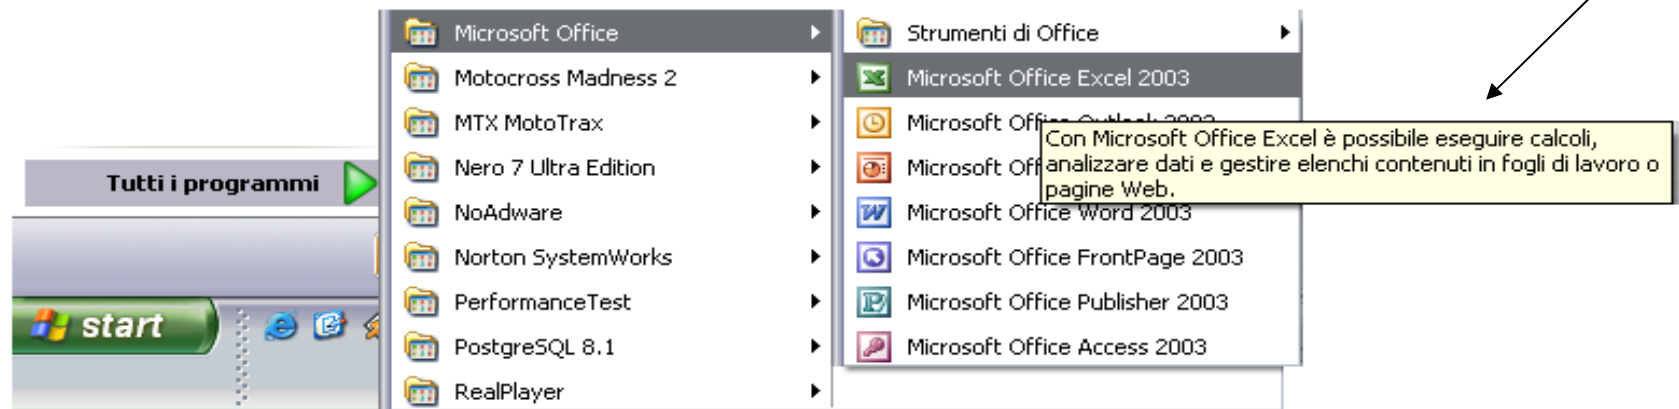 Tutti i programmi
start
Microsoft Office
Motocross Madness 2
MTX MotoTrax
Nero 7 Ultra Edition
NoAdware
Norton SystemWorks
PerformanceTest
PostgreSQL 8.1
RealPlayer
Strumenti di Office
Microsoft Office Excel 2003
Microsoft Office Outlook 2003
Con Microsoft Office Excel è possibile eseguire calcoli,
analizzare dati e gestire elenchi contenuti in fogli di lavoro o
pagine Web.
Microsoft Off
Microsoft Office Word 2003
Microsoft Office FrontPage 2003
Microsoft Office Publisher 2003
Microsoft Office Access 2003